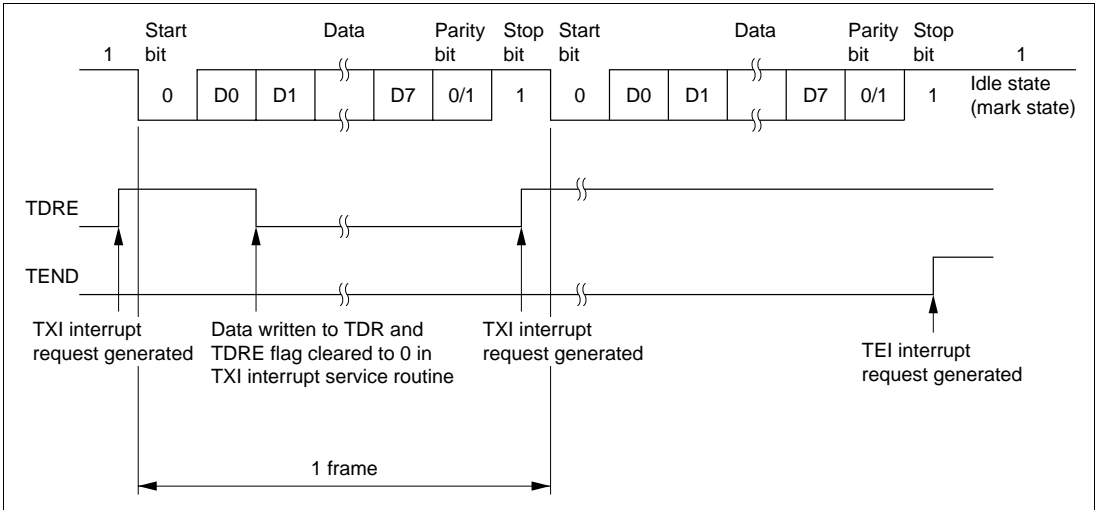 Start Data Parity Stop Start Data Parity Stop
1 bit bit bit bit bit bit 1
0 D0 D1 D7 0/1 1 0 D0 D1 D7 0/1 1 Idle state
(mark state)
TDRE
TEND
TXI interrupt
request generated
Data written to TDR and
TDRE flag cleared to 0 in
TXI interrupt service routine
TXI interrupt
request generated
TEI interrupt
request generated
1 frame